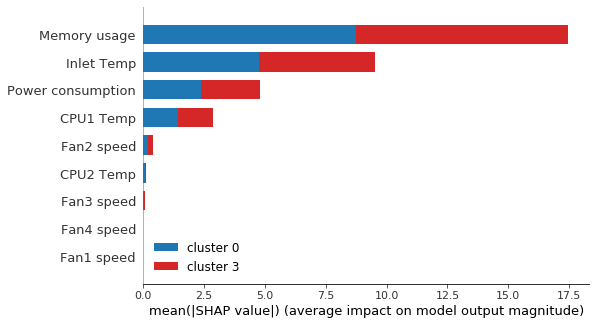 Memory usage
Inlet Temp
Power consumption
CPU1 Temp
Fan2 speed
CPU2 Temp
Fan3 speed
Fan4 speed
Fan1 speed
cluster 0
cluster 3
0.0 2.5 5.0 7.5 10.0 12.5 15.0 17.5
mean(|SHAP value|) (average impact on model output magnitude)